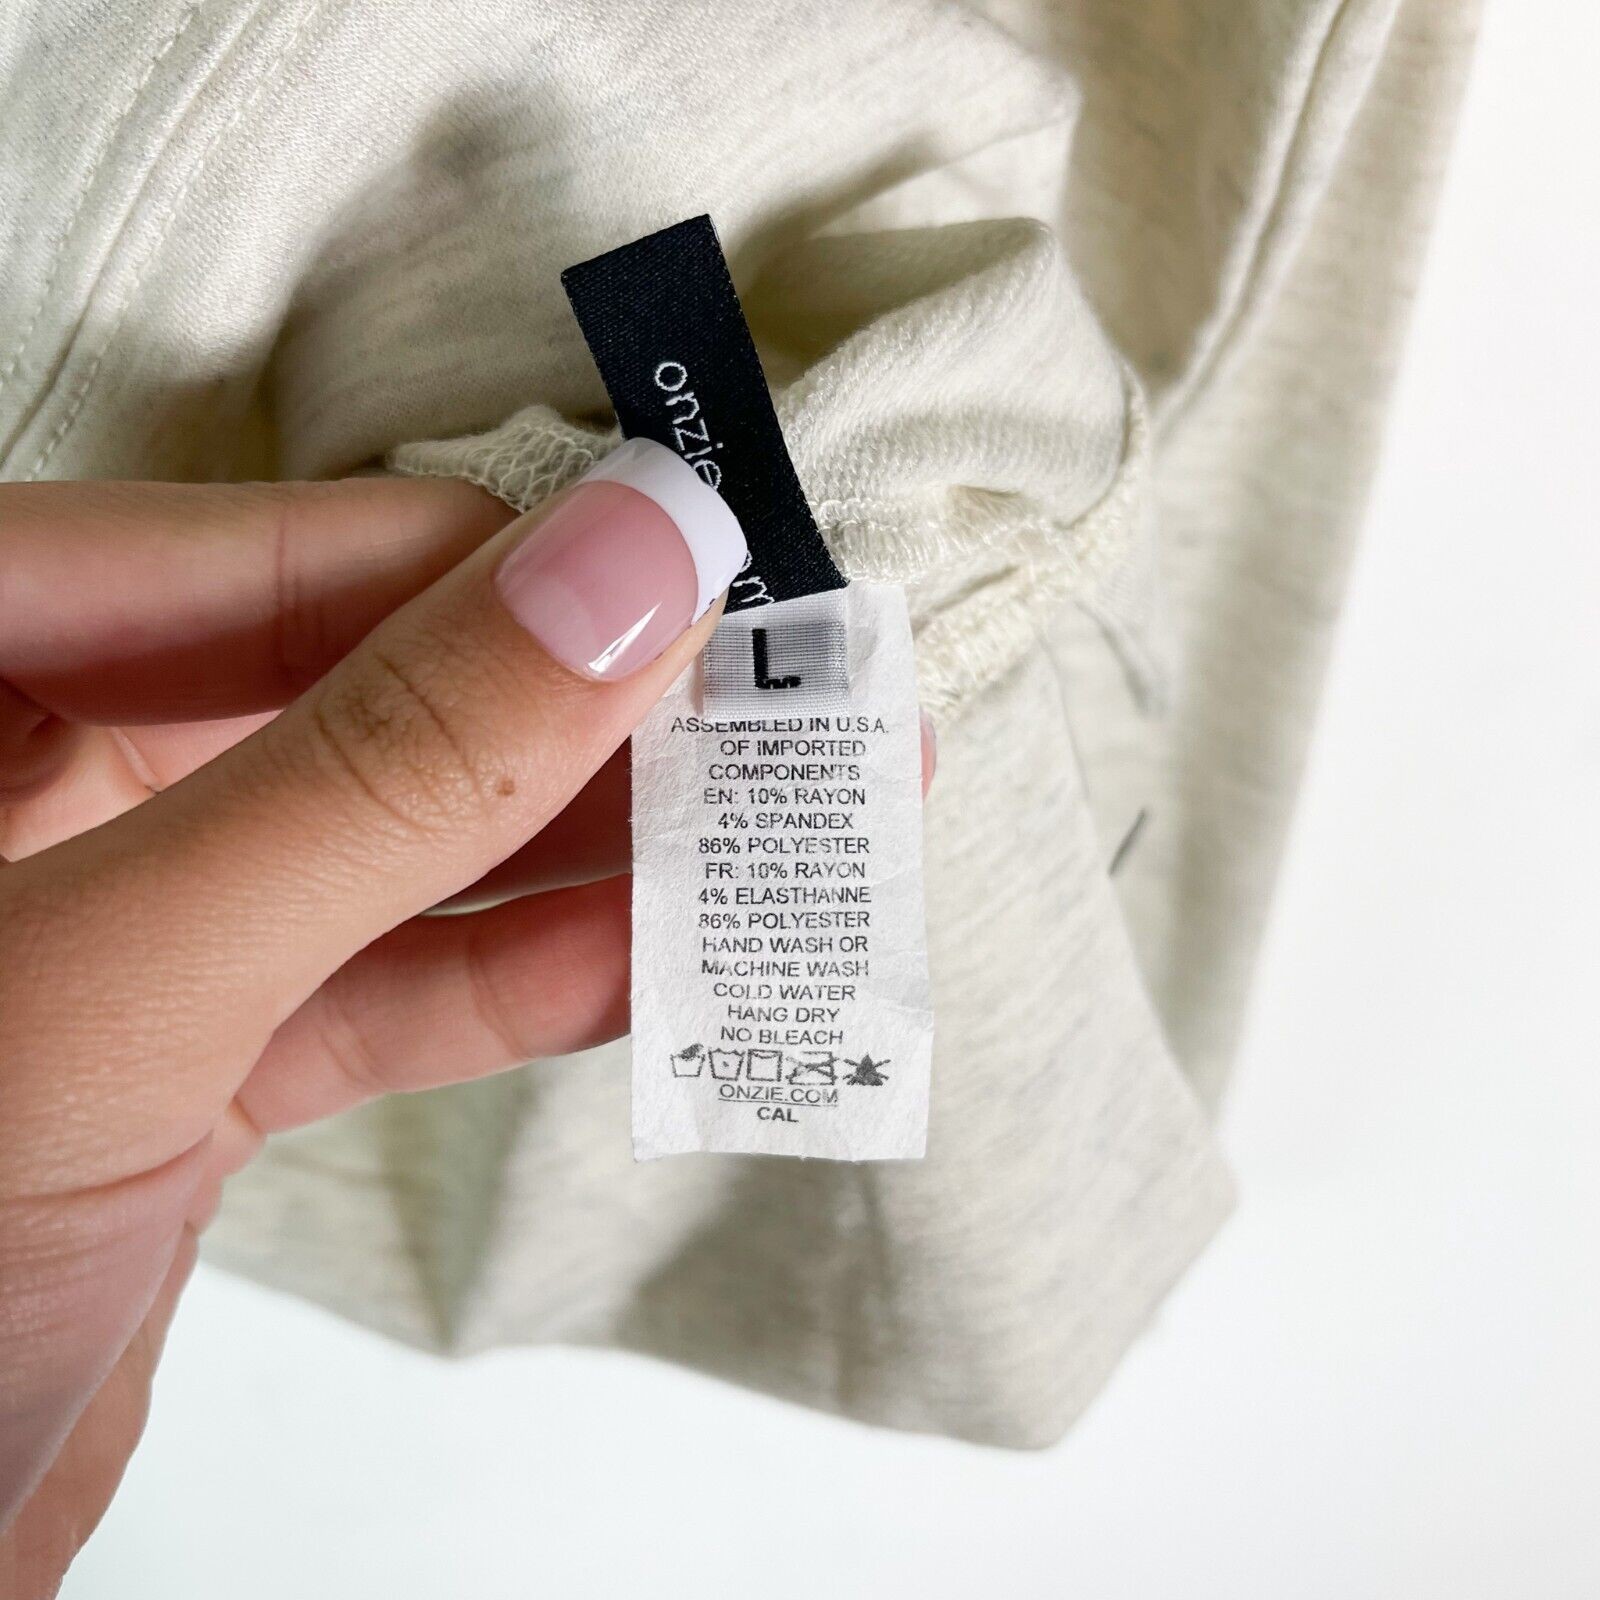 onzie
L
ASSEMBLED IN U.S.A.
OF IMPORTED
COMPONENTS
EN: 10% RAYON
4% SPANDEX
86% POLYESTER
FR: 10% RAYON
4% ELASTHANNE
86% POLYESTER
HAND WASH OR
MACHINE WASH
COLD WATER
HANG DRY
NO BLEACH
ONZIE.COM
CAL